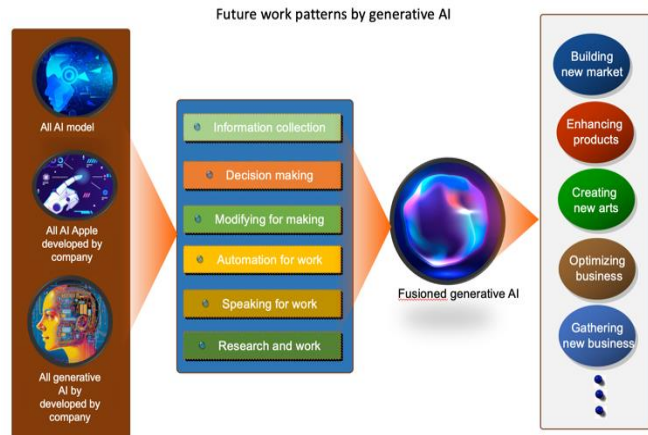 Future work patterns by generative AI
All AI model
All AI Apple
developed by
company
All generative
AI by
developed by
company
Information collection
Decision making
Modifying for making
Automation for work
Speaking for work
Research and work
Fusioned generative AI
Building
new market
Enhancing
products
Creating
new arts
Optimizing
business
Gathering
new business